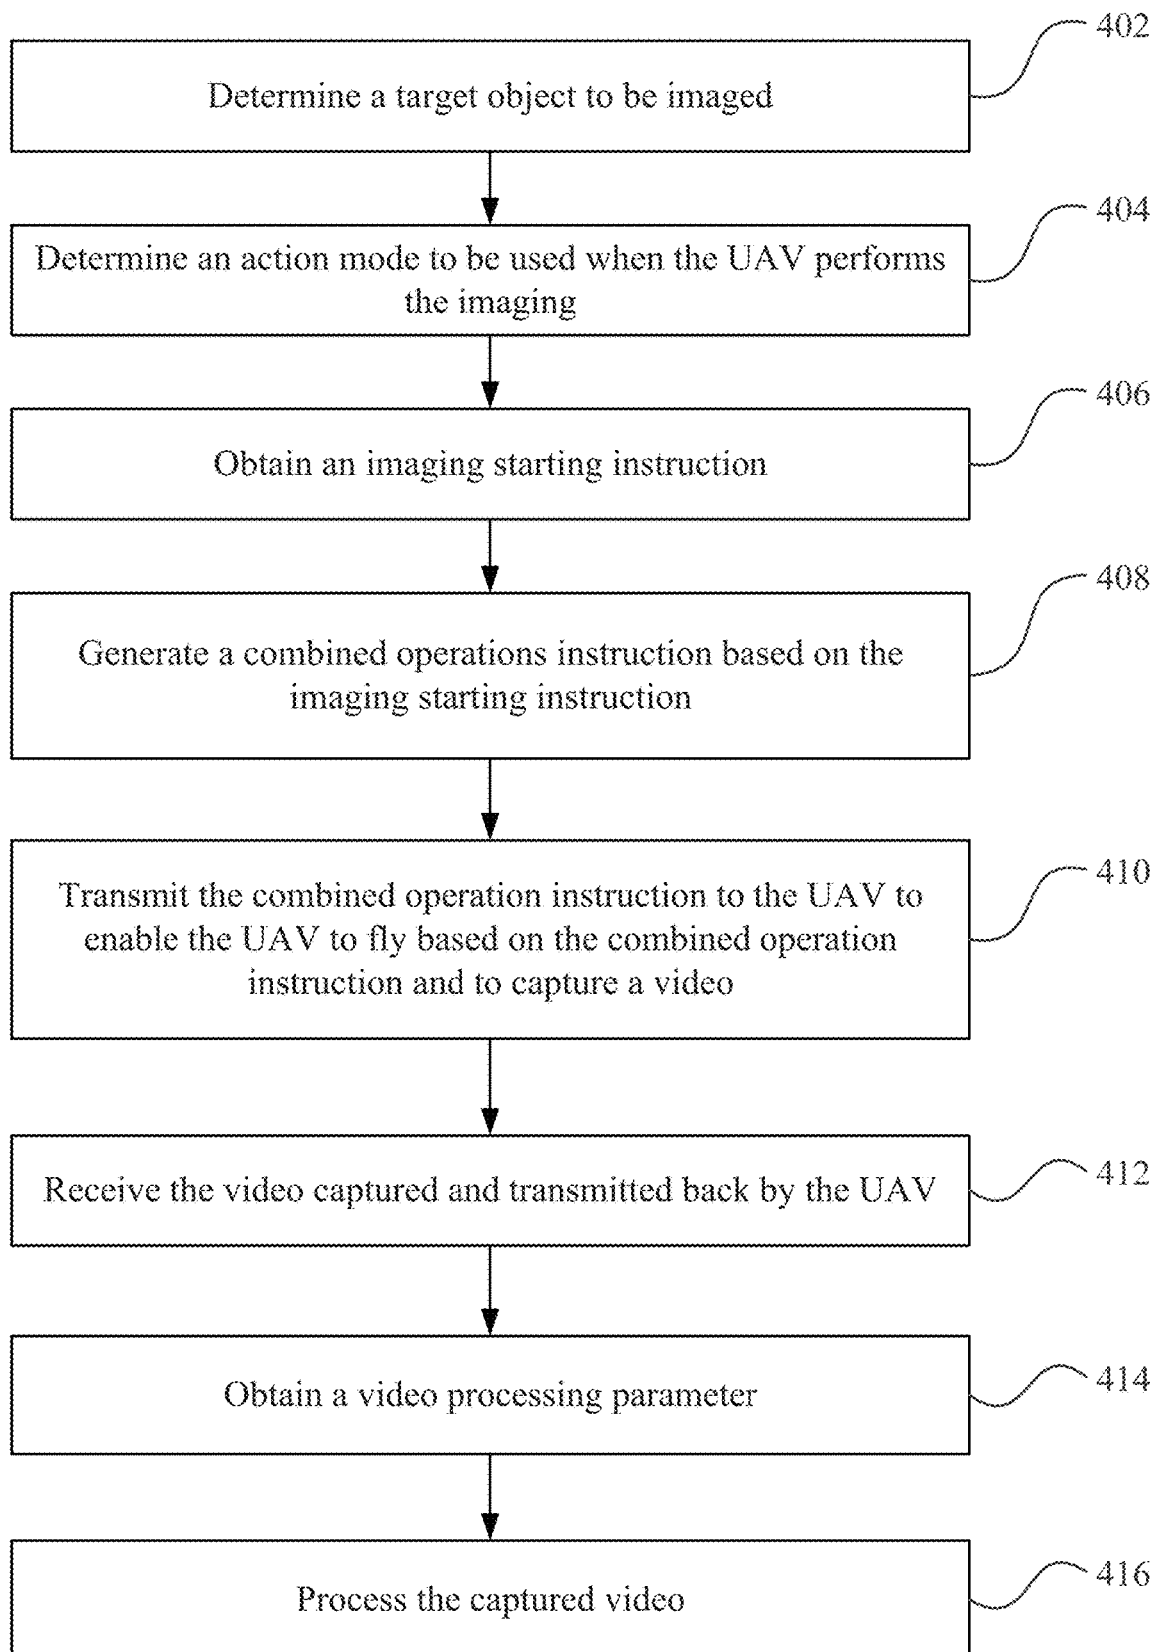 402
Determine a target object to be imaged
404
Determine an action mode to be used when the UAV performs
the imaging
406
Obtain an imaging starting instruction
408
Generate a combined operations instruction based on the
imaging starting instruction
410
Transmit the combined operation instruction to the UAV to
enable the UAV to fly based on the combined operation
instruction and to capture a video
412
Receive the video captured and transmitted back by the UAV
414
Obtain a video processing parameter
416
Process the captured video